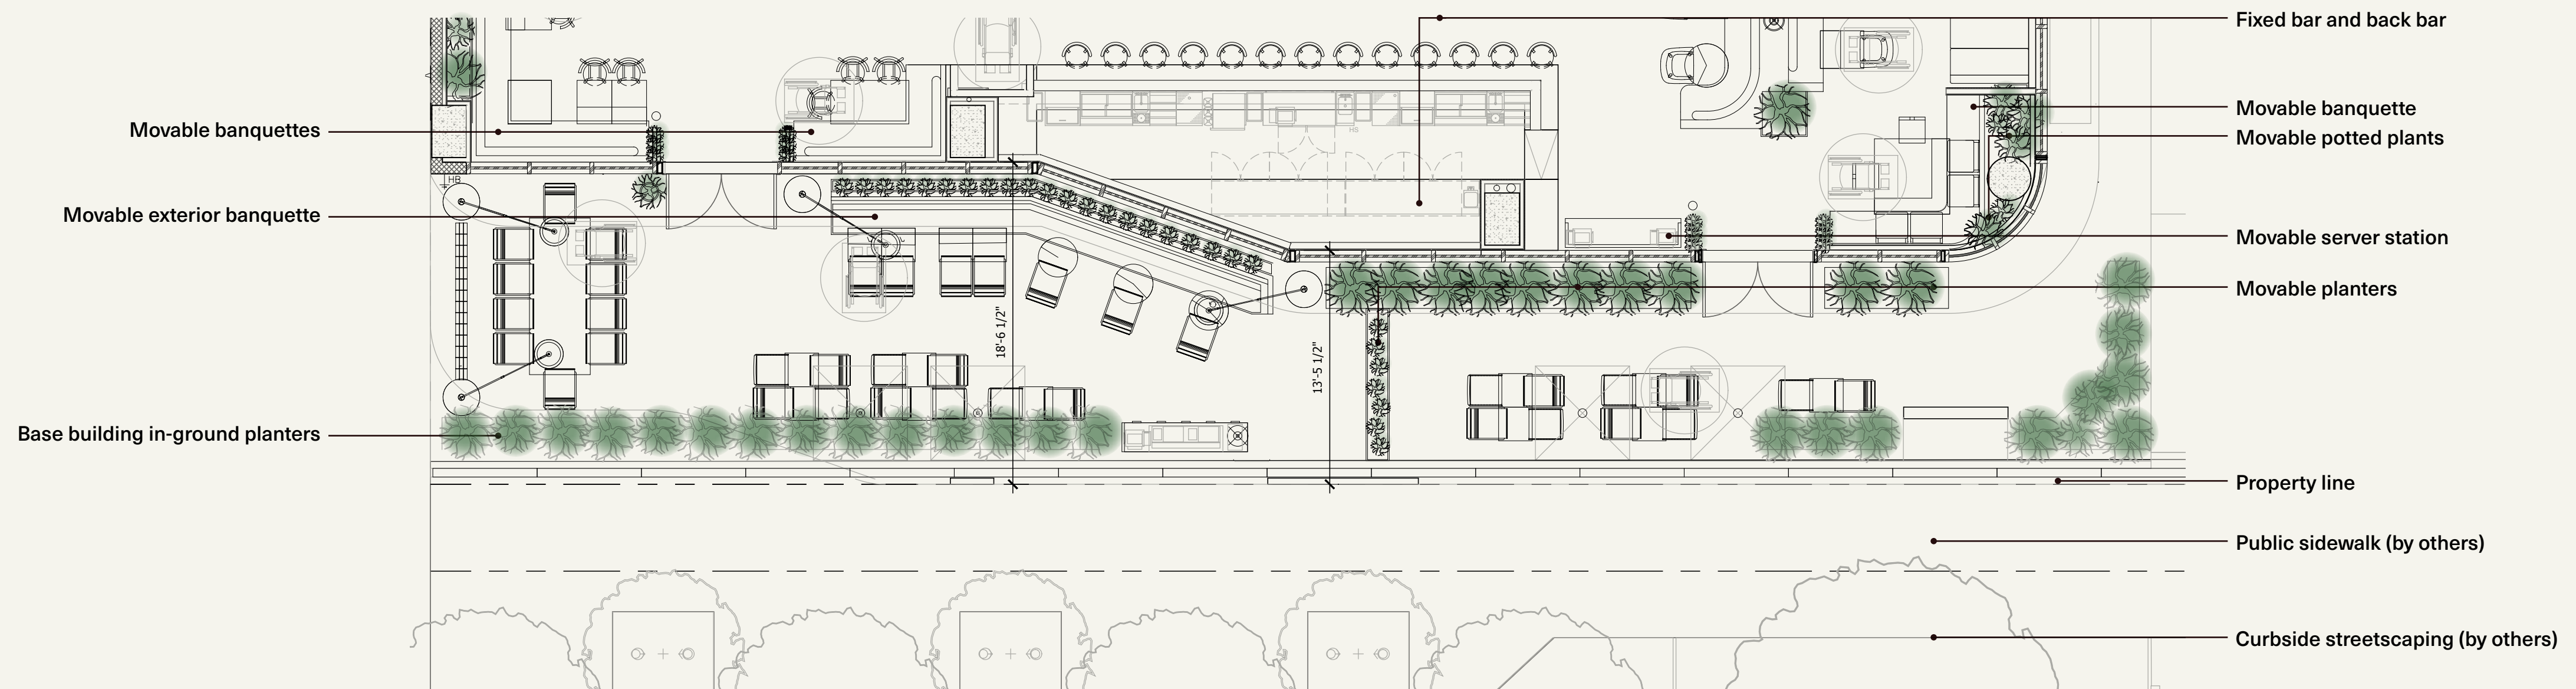 Fixed bar and back bar
Movable banquettes
Movable banquette
Movable potted plants
HS
HB
Movable exterior banquette
Movable server station
Movable planters
18'-6 1/2"
13'-5 1/2"
Base building in-ground planters
Property line
Public sidewalk (by others)
Curbside streetscaping (by others)